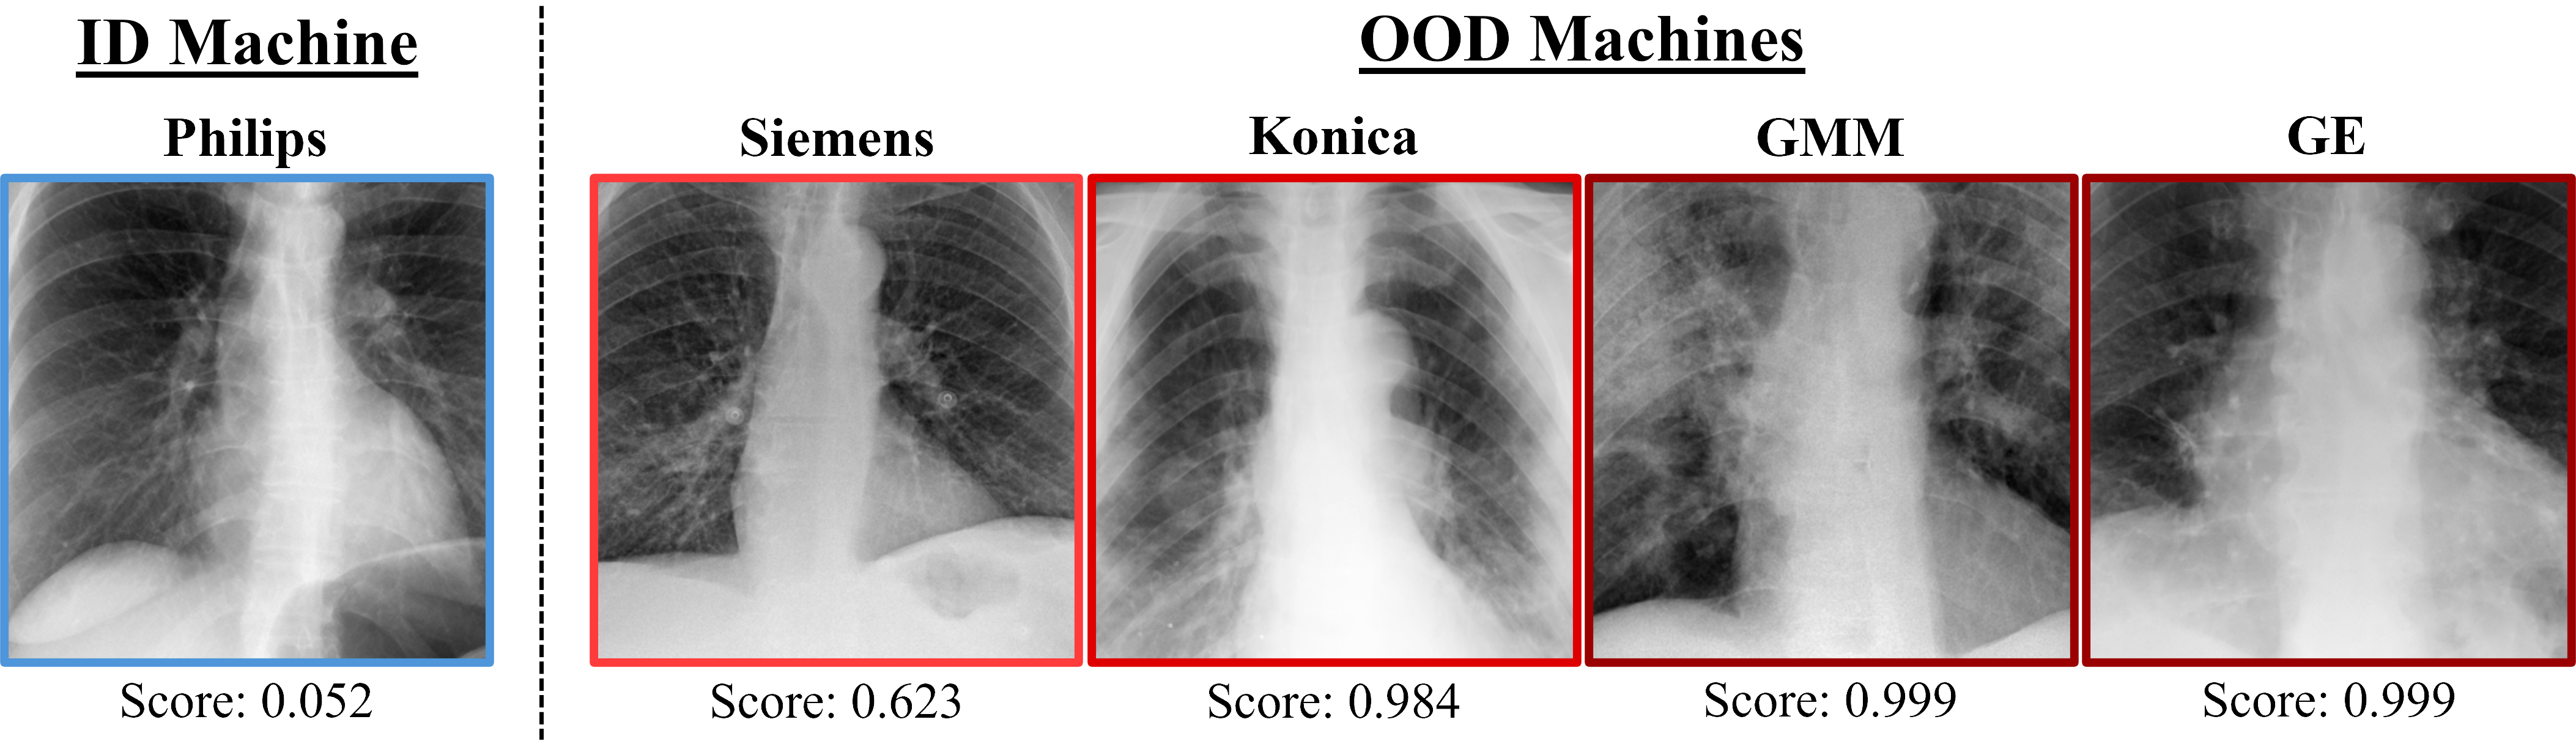 ID Machine
OOD Machines
Philips
Siemens
Konica
GMM
GE
Score: 0.052
Score: 0.623
Score: 0.984
Score: 0.999
Score: 0.999